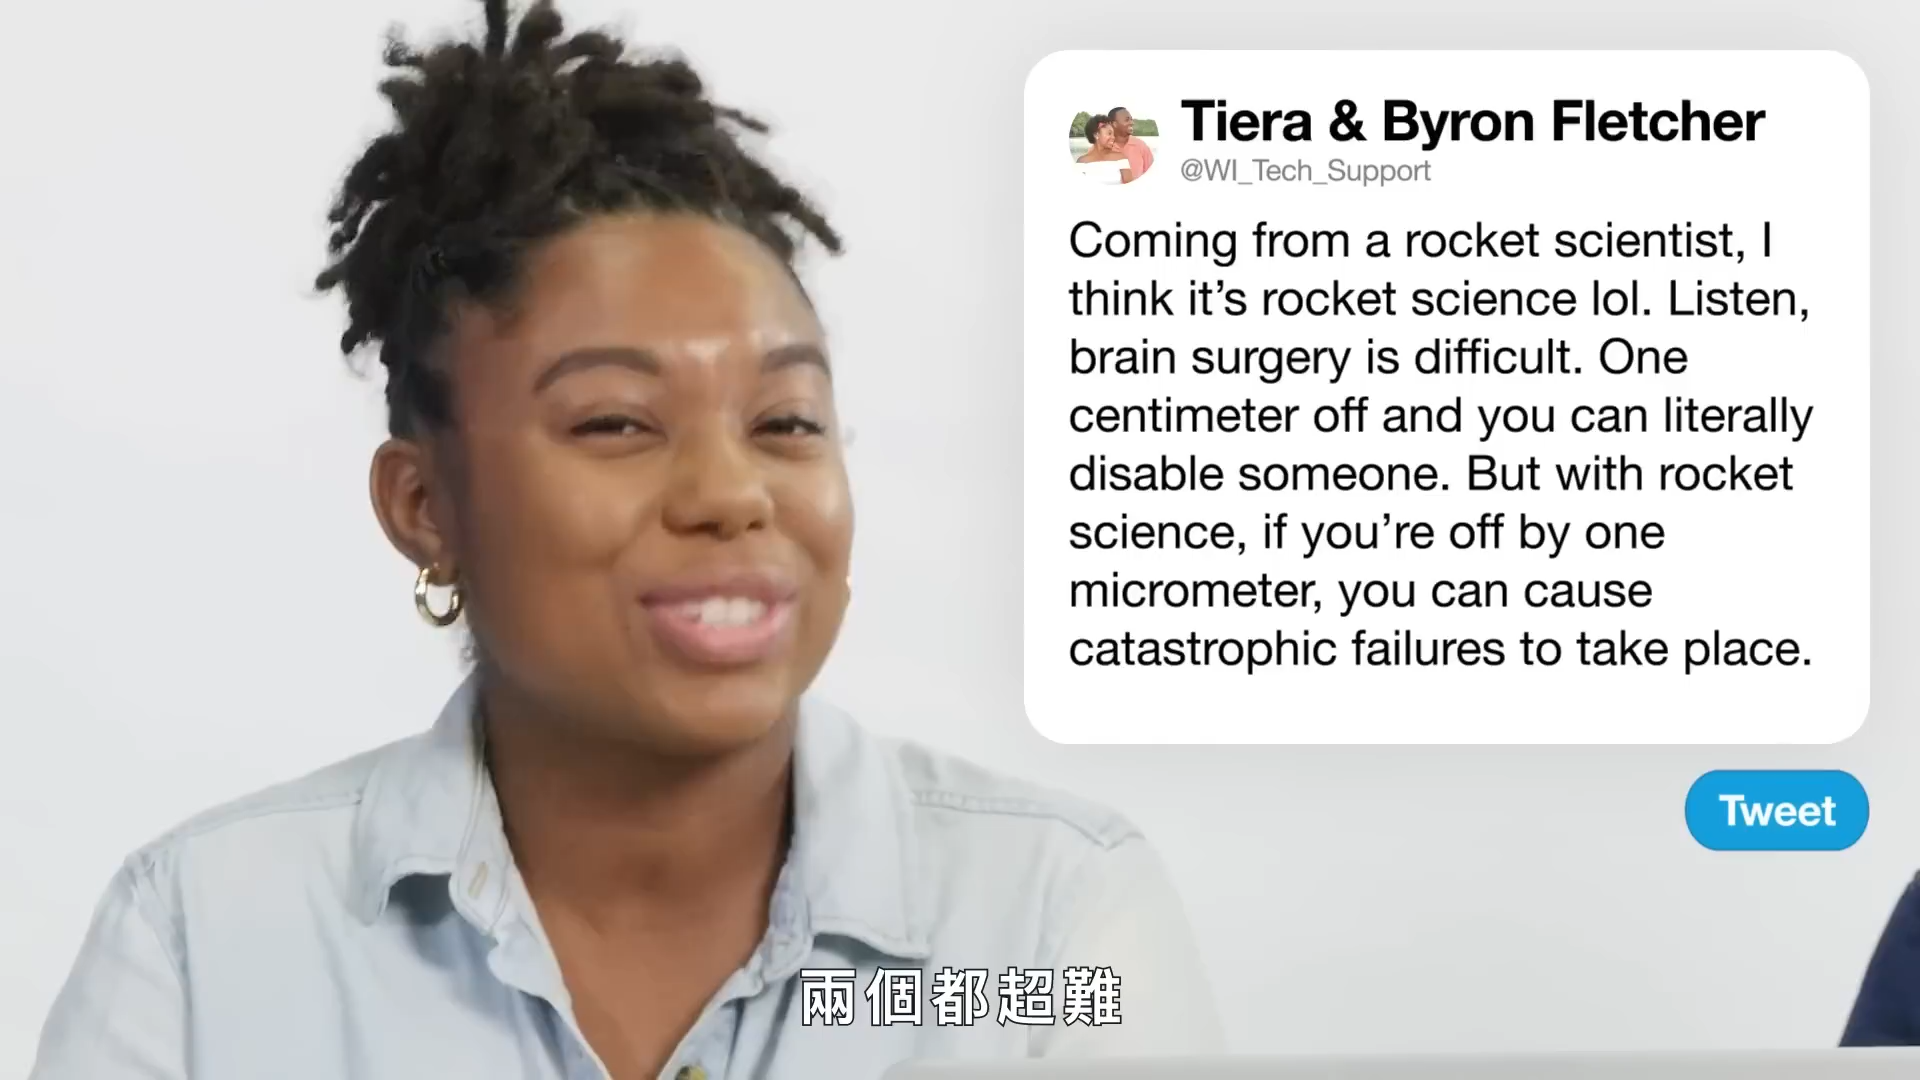 Tiera & Byron Fletcher
@WI_Tech_Support
Coming from a rocket scientist, I
think it’s rocket science lol. Listen,
brain surgery is difficult. One
centimeter off and you can literally
disable someone. But with rocket
science, if you’re off by one
micrometer, you can cause
catastrophic failures to take place.
Tweet
兩個都超難